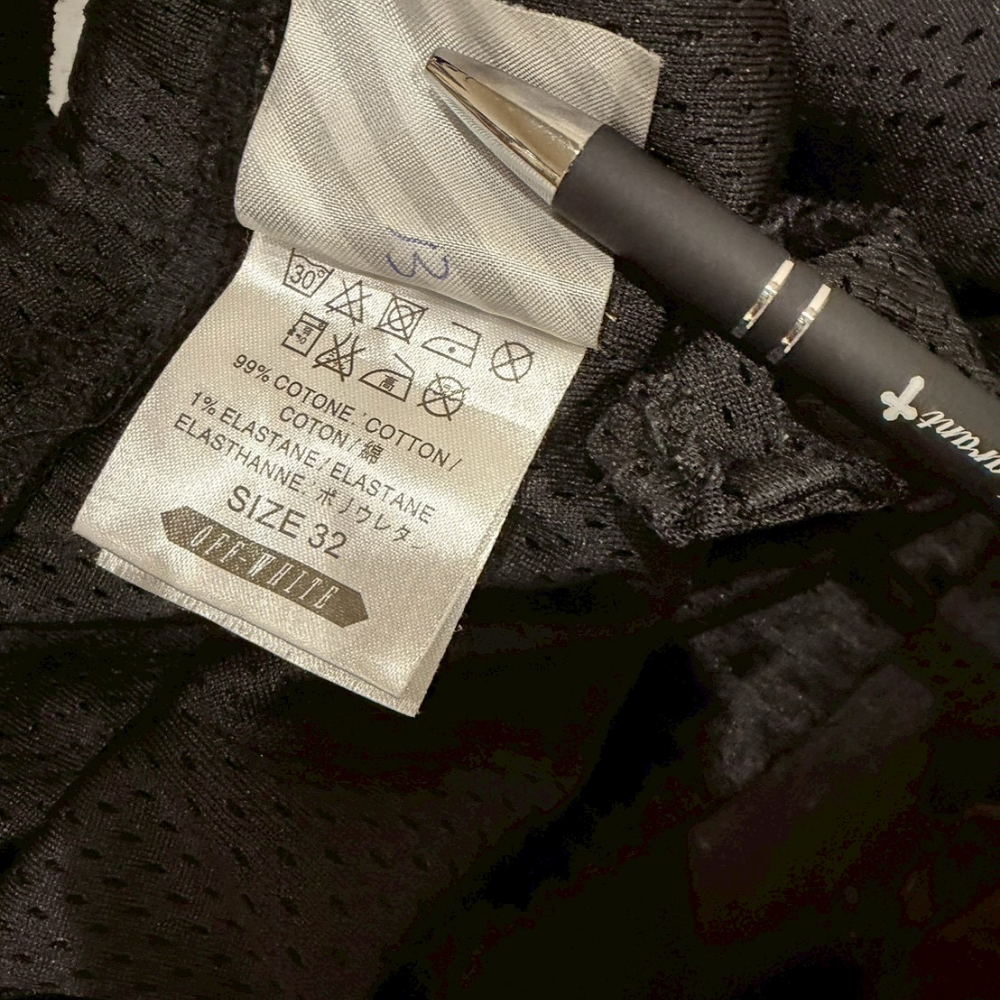 13
30°
99% COTONE. COTTON/
COTON/綿
1% ELASTANE/ELASTANE
ELASTHANNE. ポリウレタン
SIZE 32
OFF-WHITE